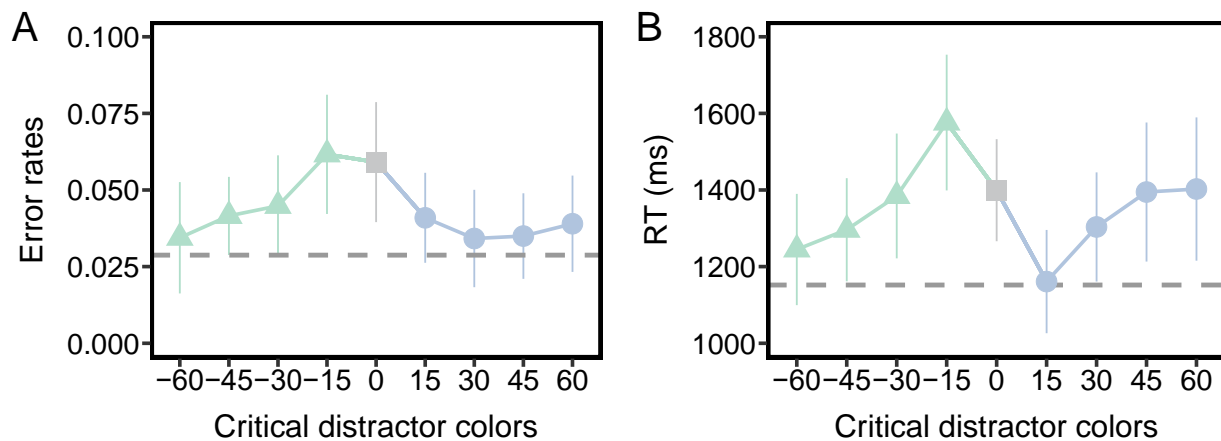 A
Error rates
0.100
0.075
0.050
0.025
0.000
−60 −45 −30 −15 0 15 30 45 60
Critical distractor colors
B
RT (ms)
1800
1600
1400
1200
1000
−60 −45 −30 −15 0 15 30 45 60
Critical distractor colors